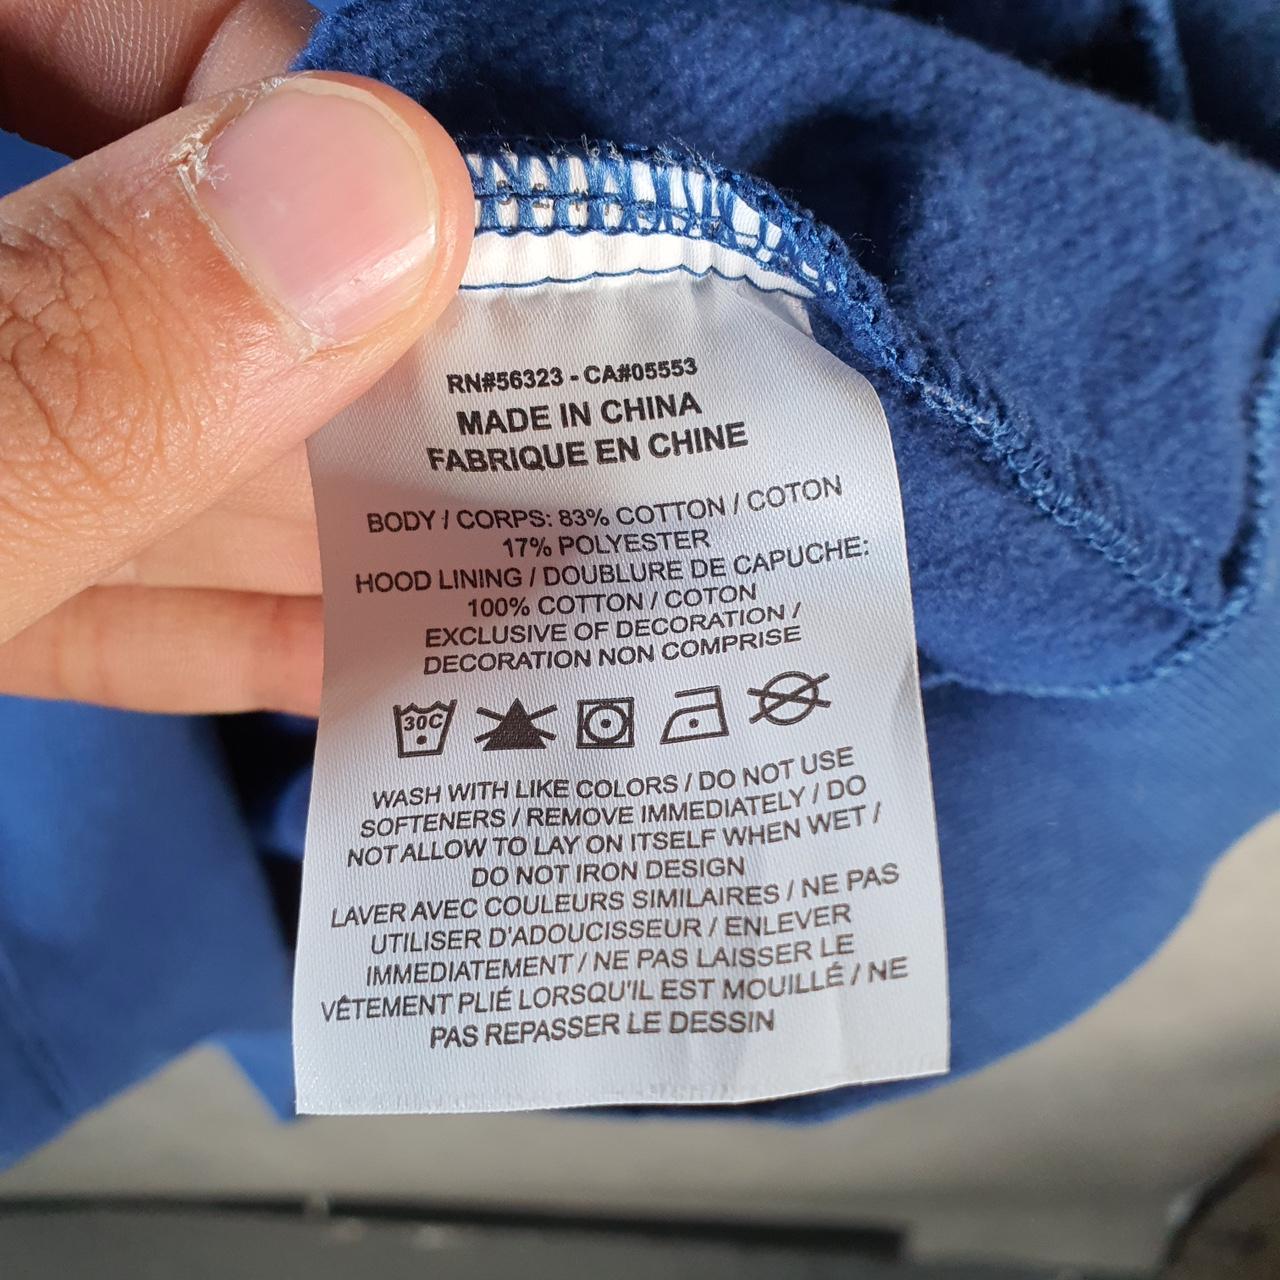 RN#56323 - CA#05553
MADE IN CHINA
FABRIQUE EN CHINE
BODY / CORPS: 83% COTTON / COTON
17% POLYESTER
HOOD LINING / DOUBLURE DE CAPUCHE:
100% COTTON / COTON
EXCLUSIVE OF DECORATION /
DECORATION NON COMPRISE
30C
WASH WITH LIKE COLORS / DO NOT USE
SOFTENERS / REMOVE IMMEDIATELY / DO
NOT ALLOW TO LAY ON ITSELF WHEN WET /
DO NOT IRON DESIGN
LAVER AVEC COULEURS SIMILAIRES / NE PAS
UTILISER D'ADOUCISSEUR / ENLEVER
IMMEDIATEMENT / NE PAS LAISSER LE
VÊTEMENT PLIÉ LORSQU'IL EST MOUILLÉ / NE
PAS REPASSER LE DESSIN